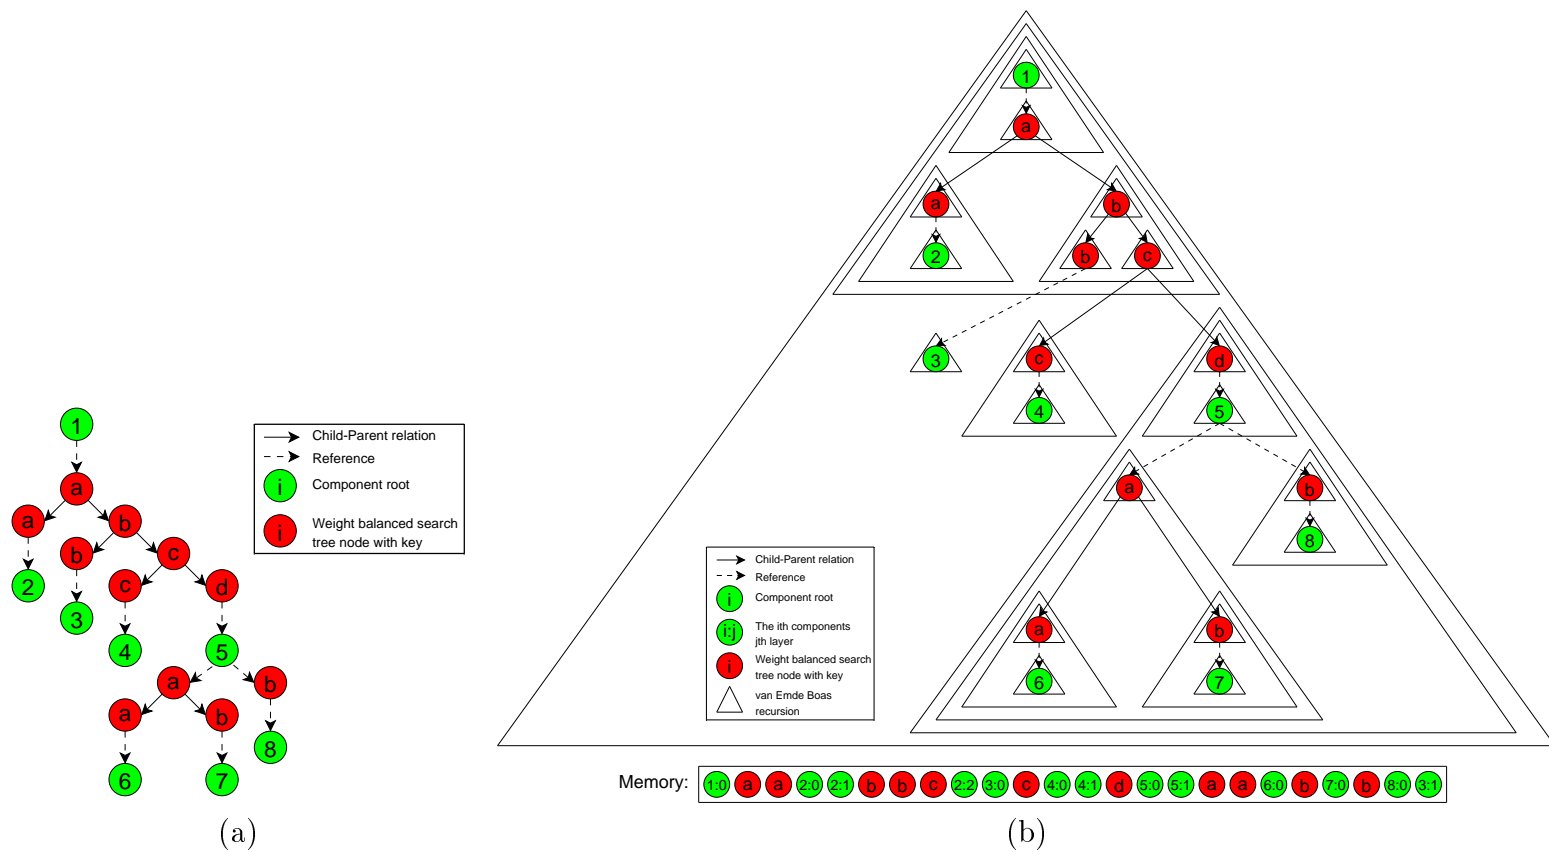 1
a
a
b
b
c
2
c
d
3
4
5
a
b
a
b
8
6
7
Child-Parent relation
Reference
i
Component root
i
Weight balanced search
tree node with key
(a)
1
a
a
b
2
b
c
3
c
d
4
5
a
b
8
a
b
6
7
Child-Parent relation
Reference
i
Component root
i:j
The ith components
jth layer
i
Weight balanced search
tree node with key
van Emde Boas
recursion
Memory: 1:0 a a 2:0 2:1 b b c 2:2 3:0 c 4:0 4:1 d 5:0 5:1 a a 6:0 b 7:0 b 8:0 3:1
(b)